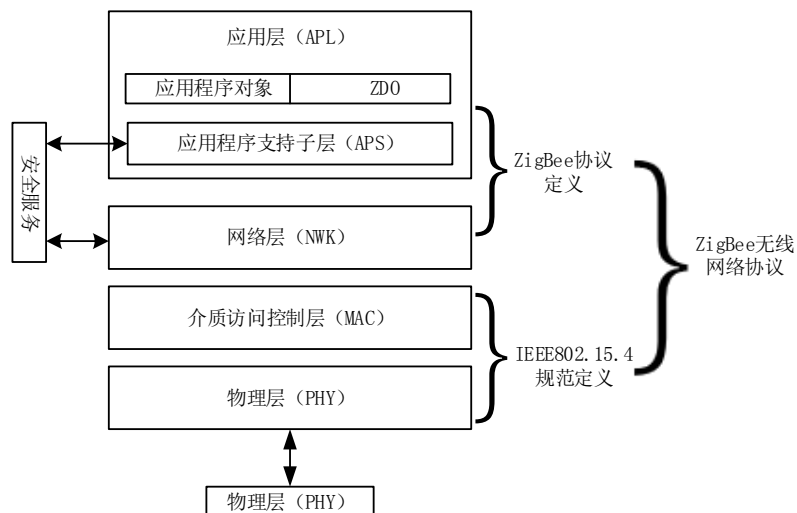 应用层（APL）
应用程序对象
ZDO
应用程序支持子层（APS）
安全服务
ZigBee协议
定义
网络层（NWK）
ZigBee无线
网络协议
介质访问控制层（MAC）
IEEE802.15.4
规范定义
物理层（PHY）
物理层（PHY）